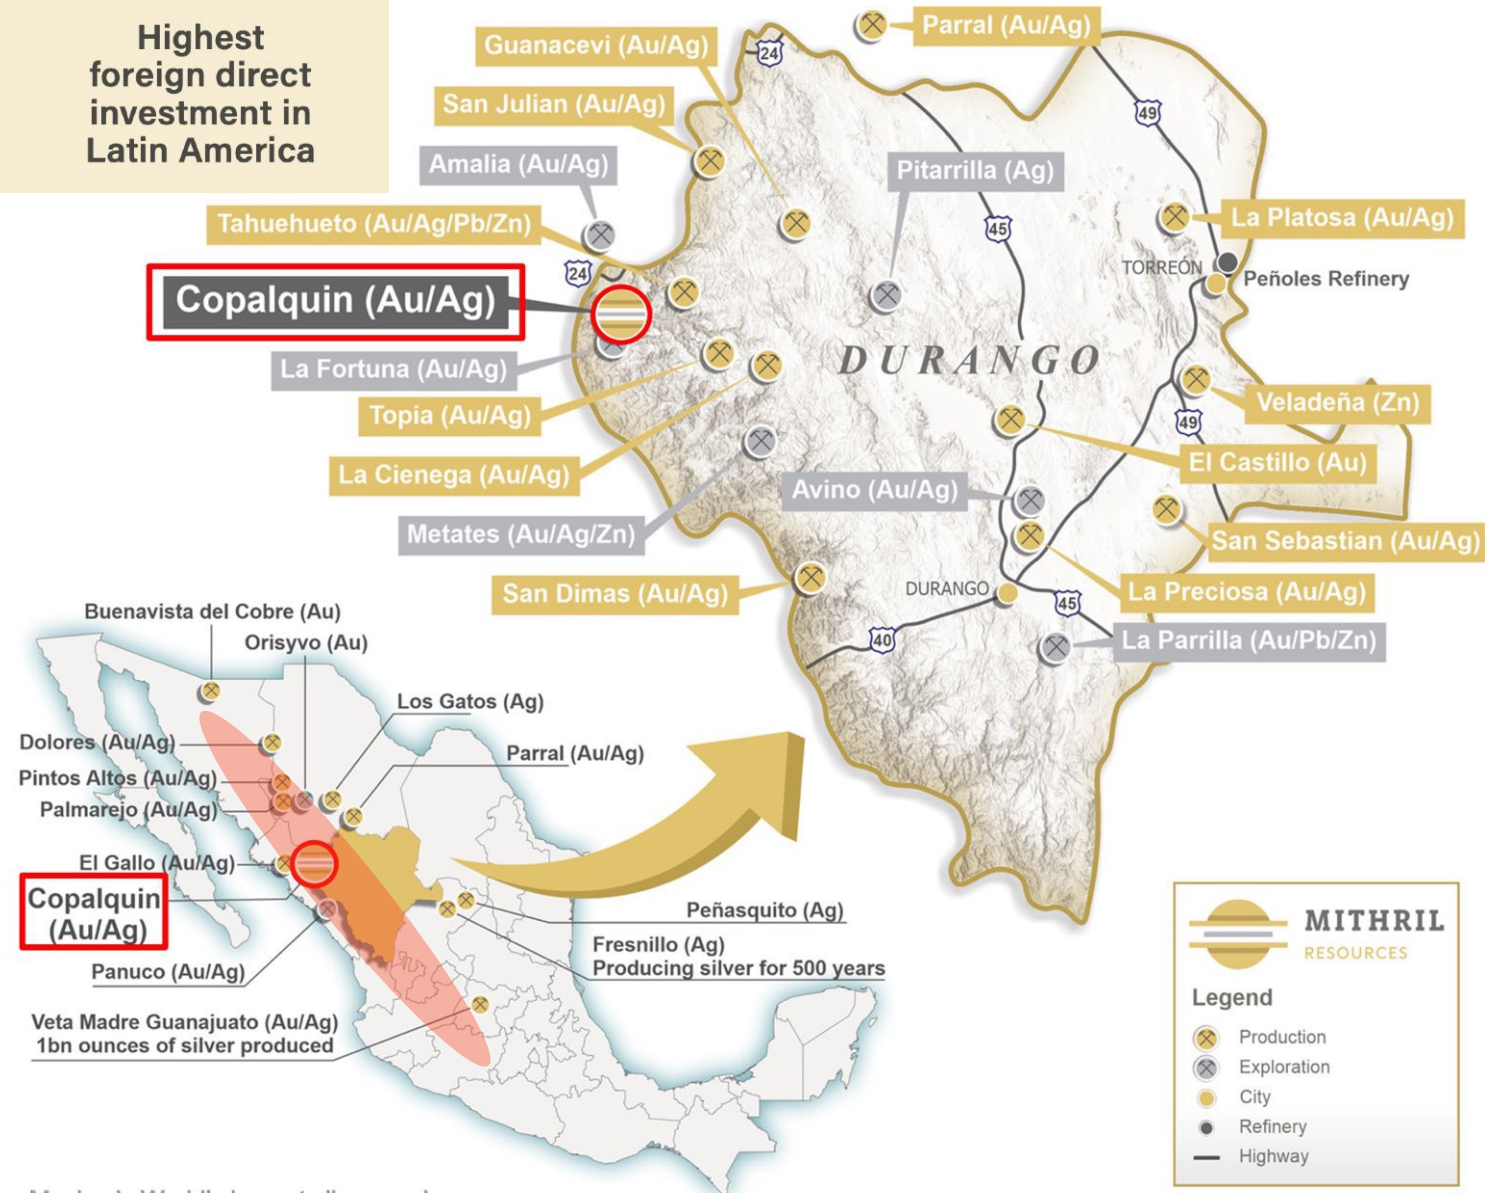 Highest
foreign direct
investment in
Latin America
Parral (Au/Ag)
Guanacevi (Au/Ag)
24
San Julian (Au/Ag)
49
Amalia (Au/Ag)
Pitarrilla (Ag)
Tahuehueto (Au/Ag/Pb/Zn)
45
La Platosa (Au/Ag)
24
TORREÓN
Peñoles Refinery
Copalquin (Au/Ag)
DURANGO
La Fortuna (Au/Ag)
Topia (Au/Ag)
Veladeña (Zn)
49
La Cienega (Au/Ag)
El Castillo (Au)
Avino (Au/Ag)
Metates (Au/Ag/Zn)
San Sebastian (Au/Ag)
San Dimas (Au/Ag)
DURANGO
45
La Preciosa (Au/Ag)
40
La Parrilla (Au/Pb/Zn)
Buenavista del Cobre (Au)
Orisyvo (Au)
Los Gatos (Ag)
Dolores (Au/Ag)
Parral (Au/Ag)
Pintos Altos (Au/Ag)
Palmarejo (Au/Ag)
El Gallo (Au/Ag)
Copalquin
(Au/Ag)
Peñasquito (Ag)
Fresnillo (Ag)
Producing silver for 500 years
Panuco (Au/Ag)
Veta Madre Guanajuato (Au/Ag)
1bn ounces of silver produced
MITHRIL
RESOURCES
Legend
Production
Exploration
City
Refinery
Highway